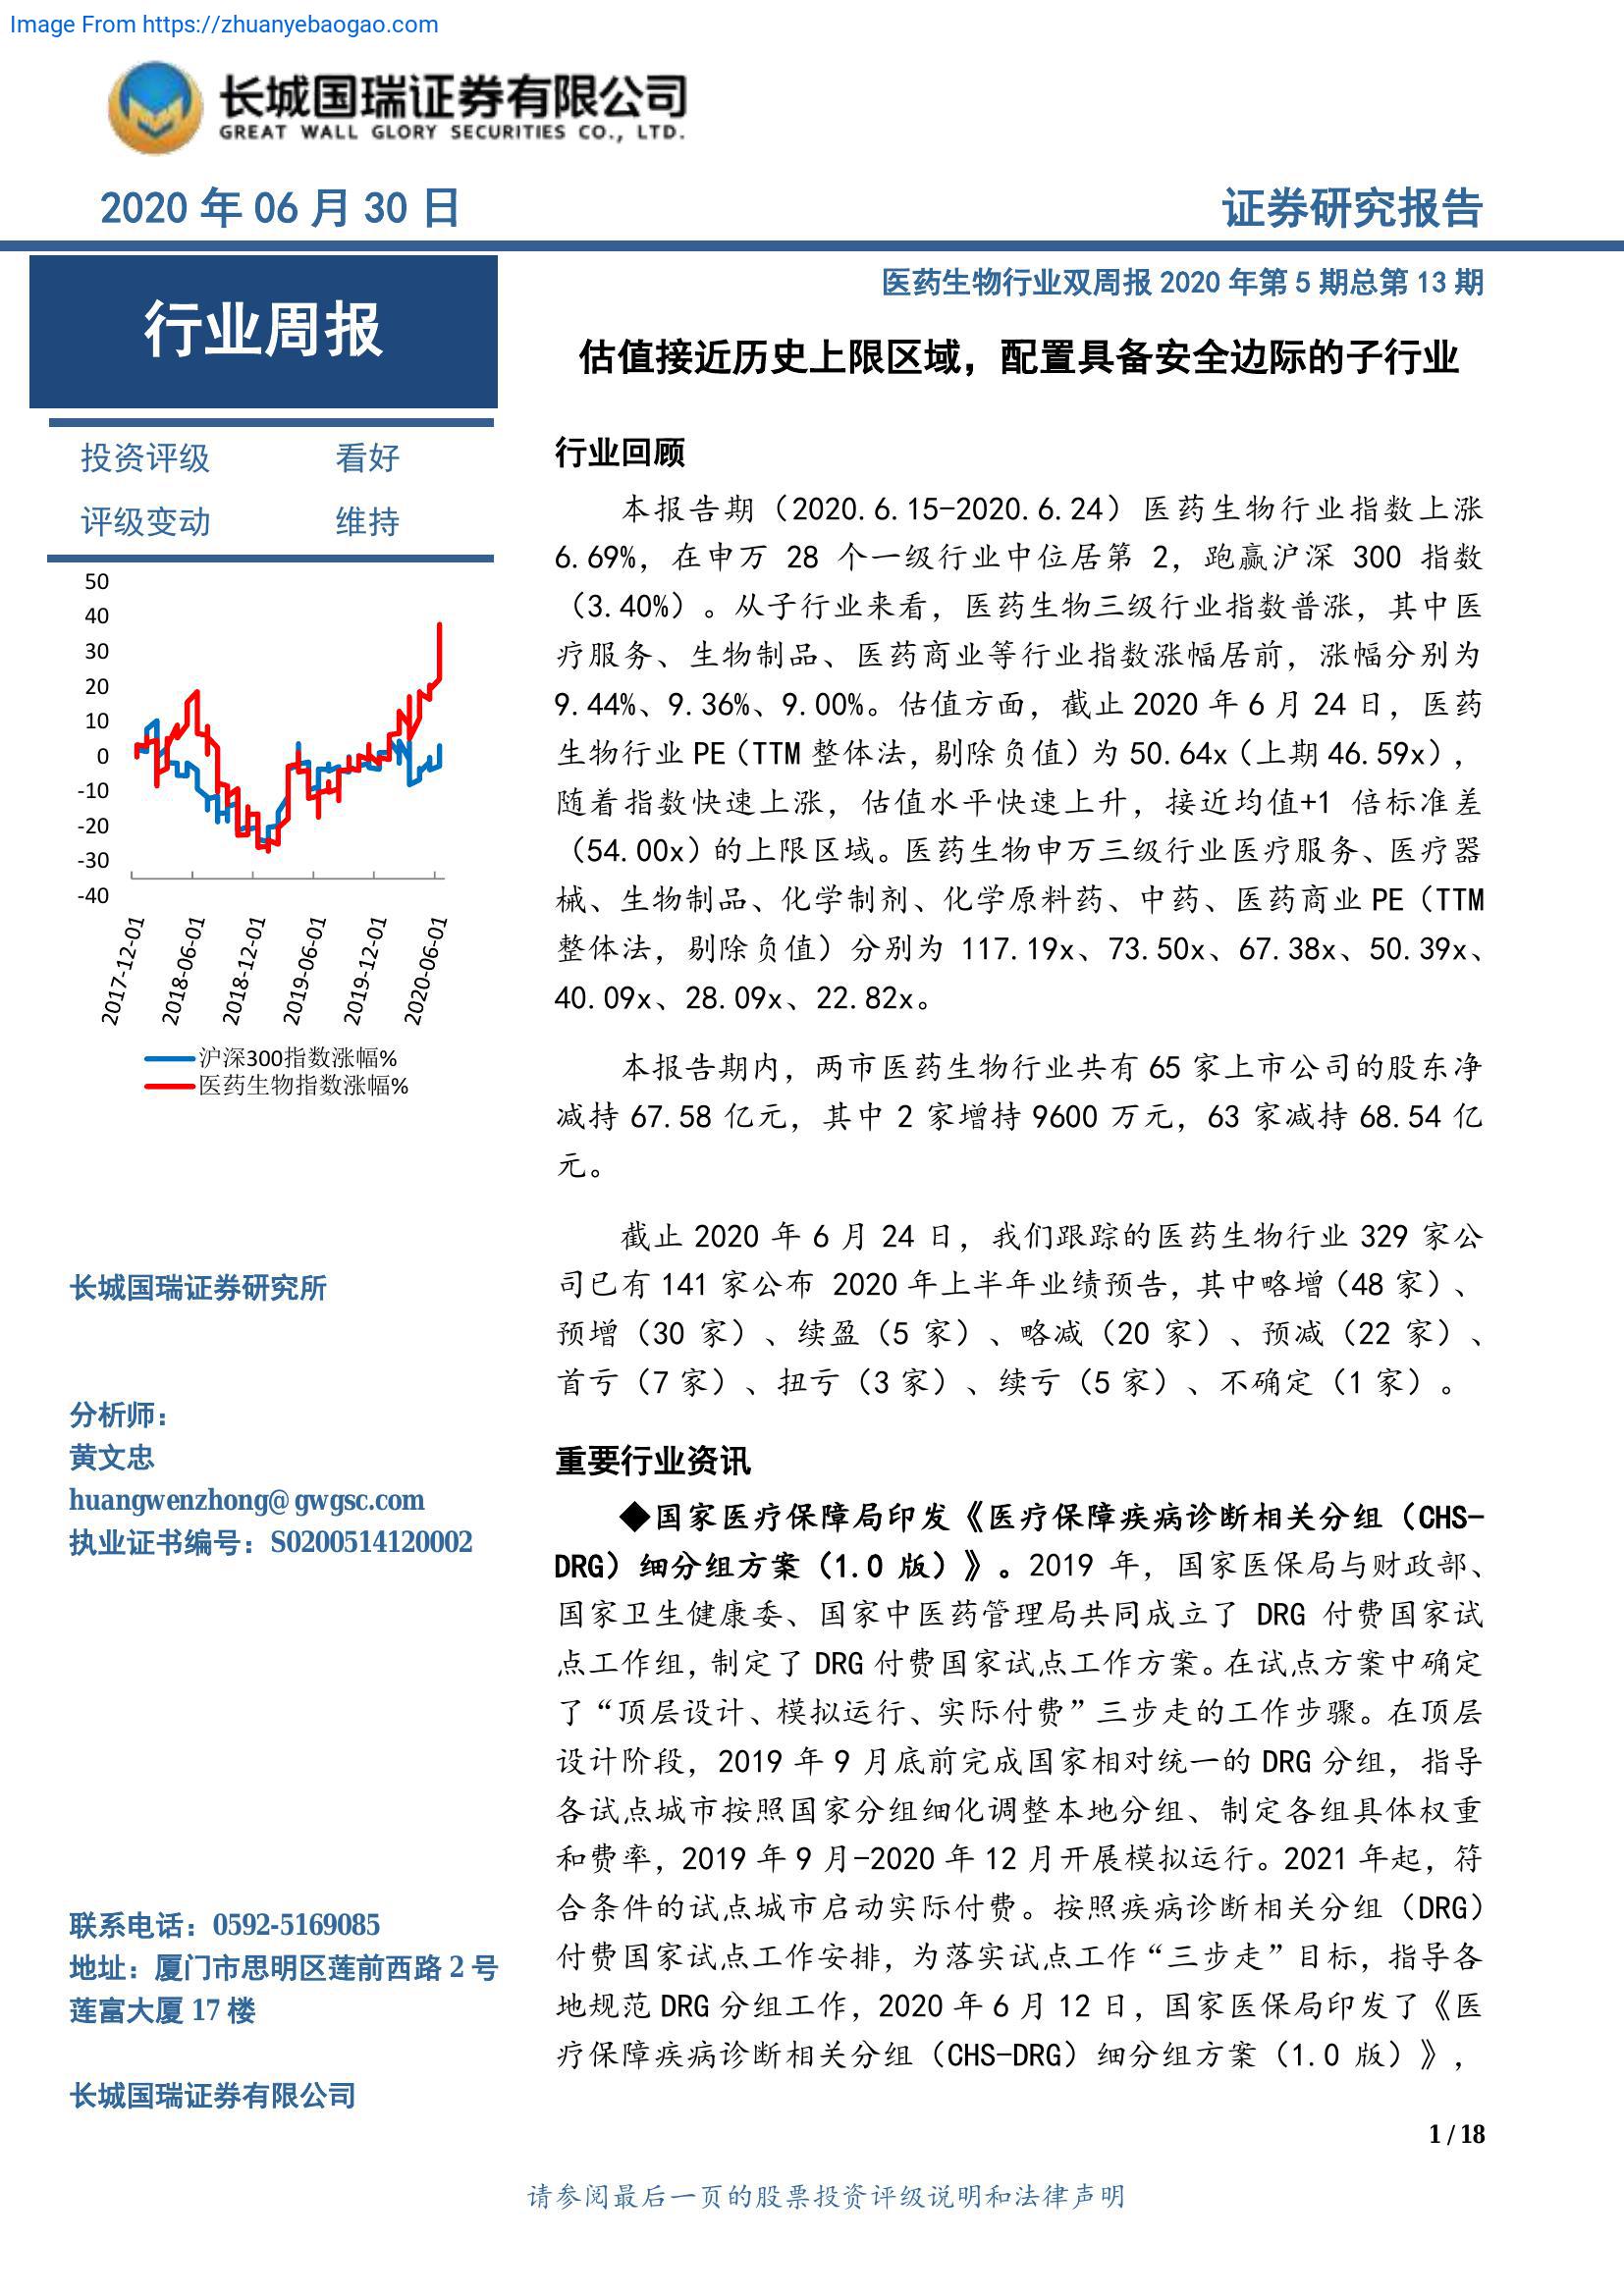 Image From https://zhuanyebaogao.com
长城国瑞证券有限公司
GREAT WALL GLORY SECURITIES CO., LTD.
2020 年 06 月 30 日
证券研究报告
行业周报
投资评级 看好
评级变动 维持
50
40
30
20
10
0
-10
-20
-30
-40
2017-12-01
2018-06-01
2018-12-01
2019-06-01
2019-12-01
2020-06-01
沪深300指数涨幅%
医药生物指数涨幅%
长城国瑞证券研究所
分析师：
黄文忠
huangwenzhong@gwgsc.com
执业证书编号：S0200514120002
联系电话：0592-5169085
地址：厦门市思明区莲前西路 2 号
莲富大厦 17 楼
长城国瑞证券有限公司
医药生物行业双周报 2020 年第 5 期总第 13 期
估值接近历史上限区域，配置具备安全边际的子行业
行业回顾
本报告期（2020.6.15-2020.6.24）医药生物行业指数上涨
6.69%，在申万 28 个一级行业中位居第 2，跑赢沪深 300 指数
（3.40%）。从子行业来看，医药生物三级行业指数普涨，其中医
疗服务、生物制品、医药商业等行业指数涨幅居前，涨幅分别为
9.44%、9.36%、9.00%。估值方面，截止 2020 年 6 月 24 日，医药
生物行业 PE（TTM 整体法，剔除负值）为 50.64x（上期 46.59x），
随着指数快速上涨，估值水平快速上升，接近均值+1 倍标准差
（54.00x）的上限区域。医药生物申万三级行业医疗服务、医疗器
械、生物制品、化学制剂、化学原料药、中药、医药商业 PE（TTM
整体法，剔除负值）分别为 117.19x、73.50x、67.38x、50.39x、
40.09x、28.09x、22.82x。
本报告期内，两市医药生物行业共有 65 家上市公司的股东净
减持 67.58 亿元，其中 2 家增持 9600 万元，63 家减持 68.54 亿
元。
截止 2020 年 6 月 24 日，我们跟踪的医药生物行业 329 家公
司已有 141 家公布 2020 年上半年业绩预告，其中略增（48 家）、
预增（30 家）、续盈（5 家）、略减（20 家）、预减（22 家）、
首亏（7 家）、扭亏（3 家）、续亏（5 家）、不确定（1 家）。
重要行业资讯
◆国家医疗保障局印发《医疗保障疾病诊断相关分组（CHS-
DRG）细分组方案（1.0 版）》。2019 年，国家医保局与财政部、
国家卫生健康委、国家中医药管理局共同成立了 DRG 付费国家试
点工作组，制定了 DRG 付费国家试点工作方案。在试点方案中确定
了“顶层设计、模拟运行、实际付费”三步走的工作步骤。在顶层
设计阶段，2019 年 9 月底前完成国家相对统一的 DRG 分组，指导
各试点城市按照国家分组细化调整本地分组、制定各组具体权重
和费率，2019 年 9 月-2020 年 12 月开展模拟运行。2021 年起，符
合条件的试点城市启动实际付费。按照疾病诊断相关分组（DRG）
付费国家试点工作安排，为落实试点工作“三步走”目标，指导各
地规范 DRG 分组工作，2020 年 6 月 12 日，国家医保局印发了《医
疗保障疾病诊断相关分组（CHS-DRG）细分组方案（1.0 版）》，
1 / 18
请参阅最后一页的股票投资评级说明和法律声明